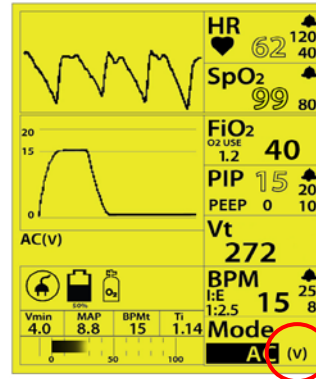 HR
62 120
40
SpO2
99 80
20
15
0
AC(v)
FiO2
O2 USE
1.2 40
PIP 15 20
PEEP 0 10
Vt
272
BPM
I:E 15 25
1:2.5 8
50%
O2
Vmin MAP BPMt Ti
4.0 8.8 15 1.14
0 50 100
Mode
AC (v)